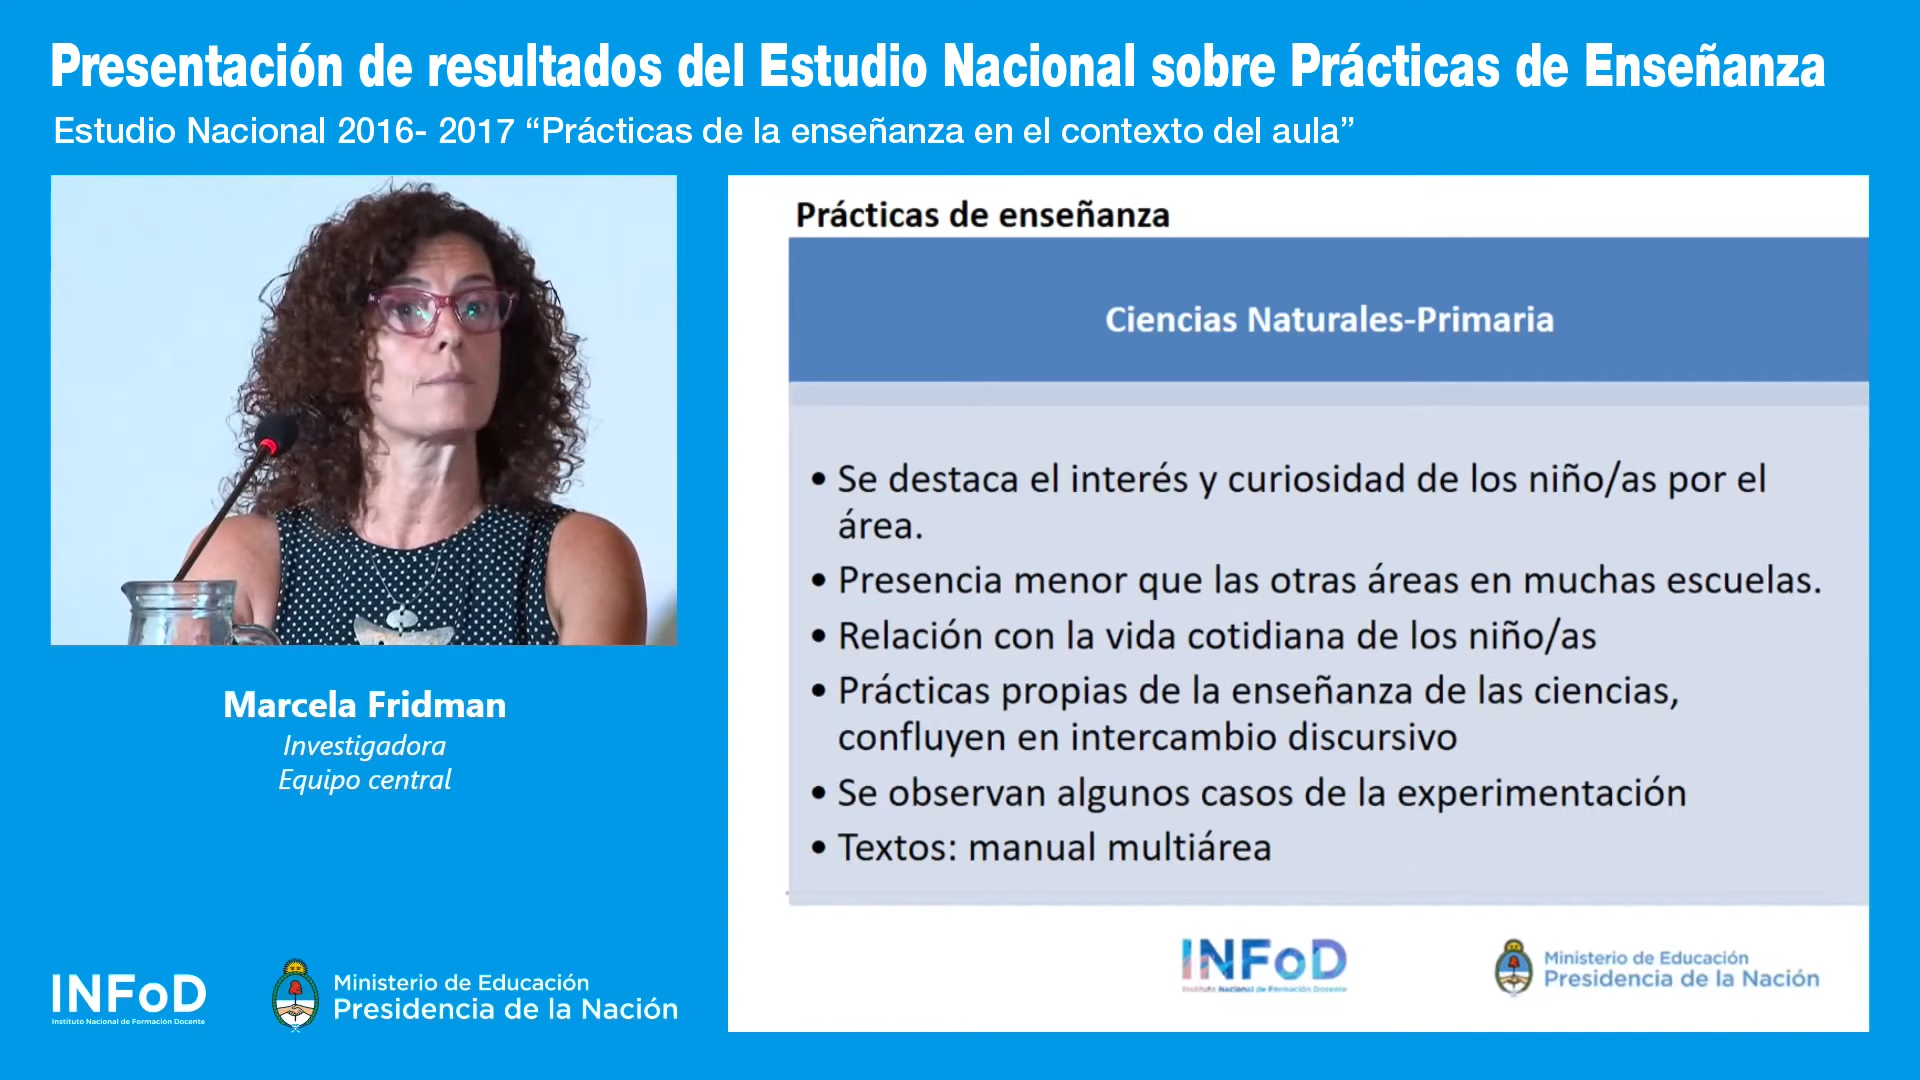 Presentación de resultados del Estudio Nacional sobre Prácticas de Enseñanza
Estudio Nacional 2016- 2017 “Prácticas de la enseñanza en el contexto del aula”
Marcela Fridman
Investigadora
Equipo central
INFoD
Instituto Nacional de Formación Docente
Ministerio de Educación
Presidencia de la Nación
Prácticas de enseñanza
Ciencias Naturales-Primaria
• Se destaca el interés y curiosidad de los niño/as por el
área.
• Presencia menor que las otras áreas en muchas escuelas.
• Relación con la vida cotidiana de los niño/as
• Prácticas propias de la enseñanza de las ciencias,
confluyen en intercambio discursivo
• Se observan algunos casos de la experimentación
• Textos: manual multiárea
INFoD
Instituto Nacional de Formación Docente
Ministerio de Educación
Presidencia de la Nación